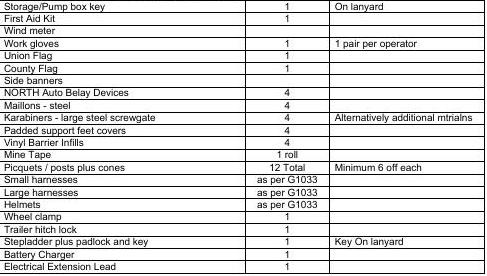 Storage/Pump box key 1 On lanyard
First Aid Kit 1
Wind meter
Work gloves 1 1 pair per operator
Union Flag 1
County Flag 1
Side banners
NORTH Auto Belay Devices 4
Maillons - steel 4
Karabiners - large steel screwgate 4 Alternatively additional mtrialns
Padded support feet covers 4
Vinyl Barrier Infills 4
Mine Tape 1 roll
Picquets / posts plus cones 12 Total Minimum 6 off each
Small harnesses as per G1033
Large harnesses as per G1033
Helmets as per G1033
Wheel clamp 1
Trailer hitch lock 1
Stepladder plus padlock and key 1 Key On lanyard
Battery Charger 1
Electrical Extension Lead 1